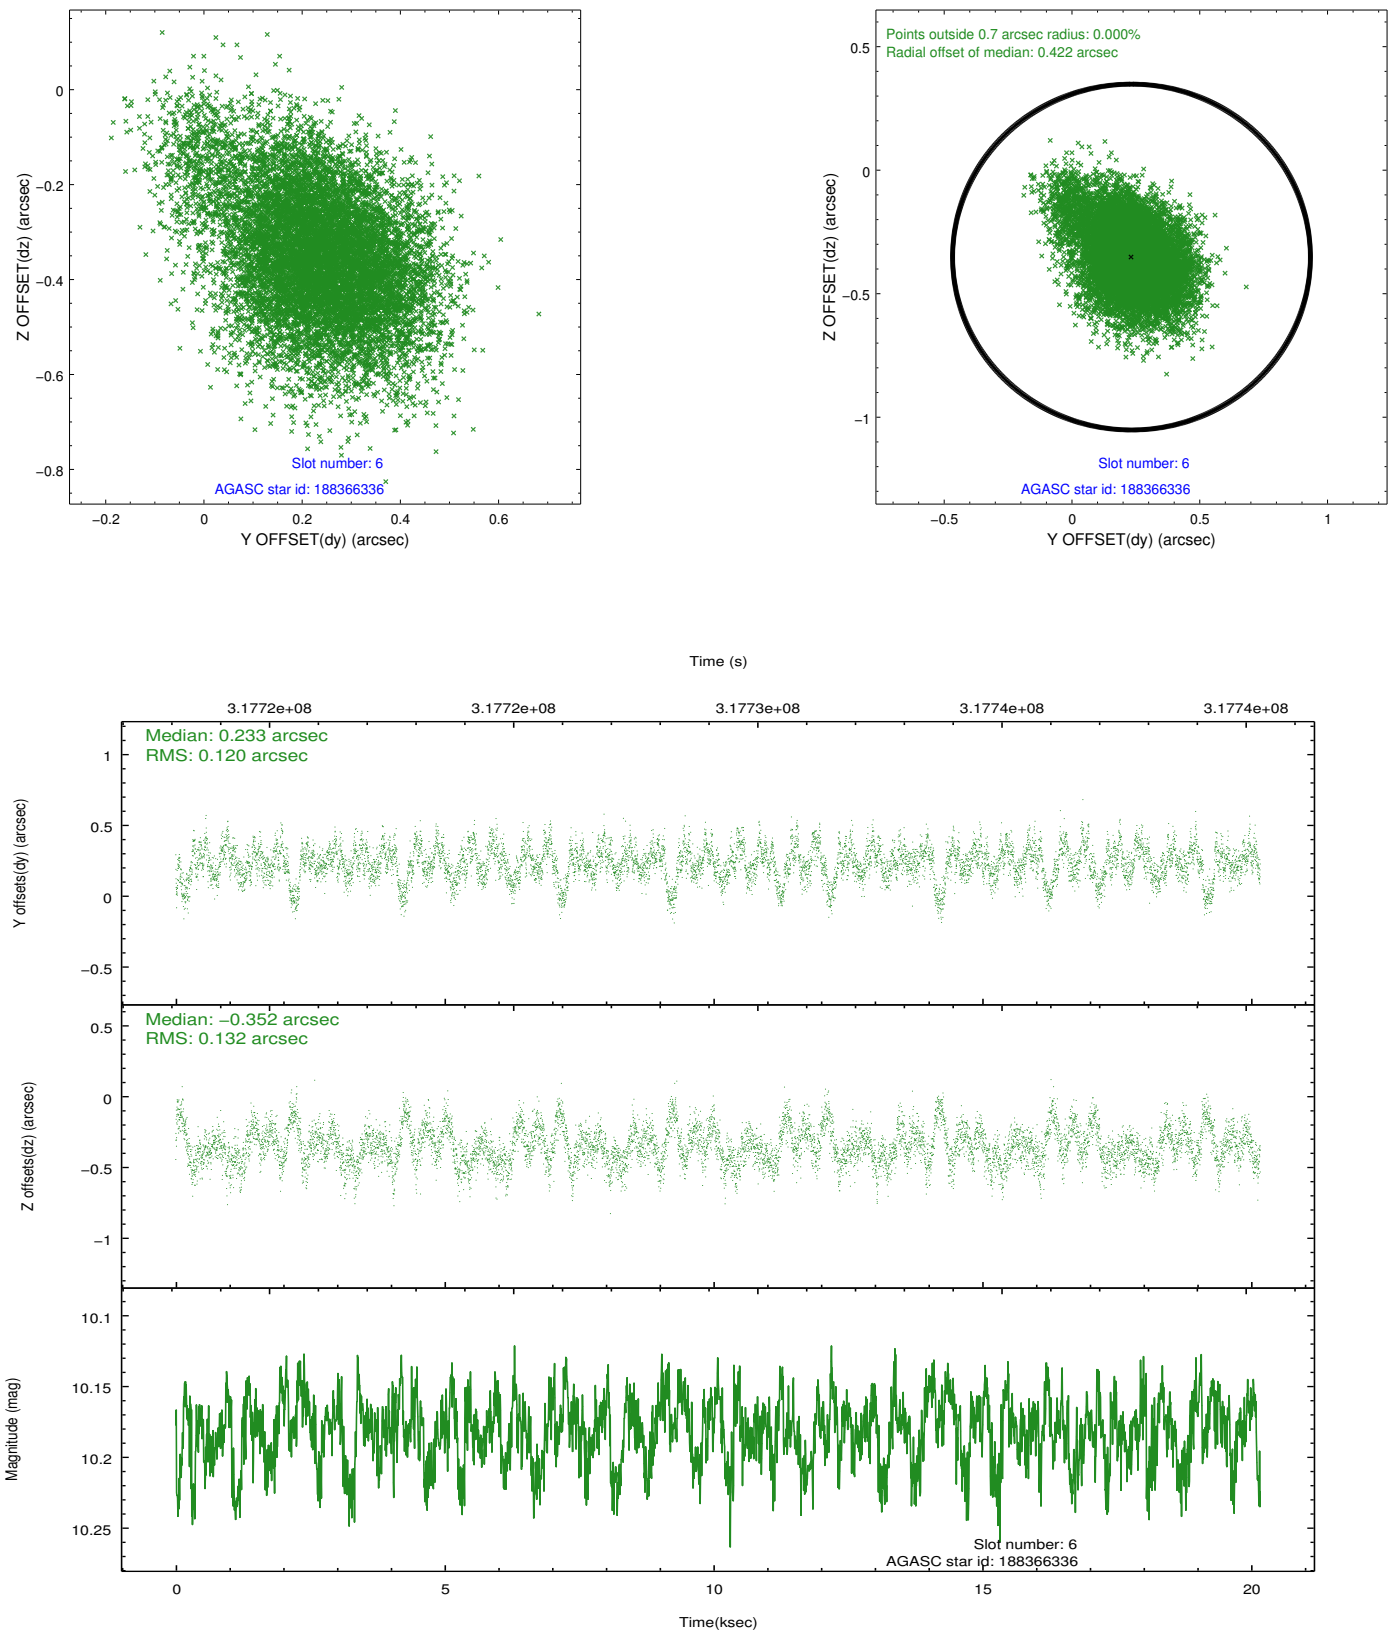 0
−0.2
−0.4
−0.6
−0.8
Z OFFSET(dz) (arcsec)
Slot number: 6
AGASC star id: 188366336
−0.2 0 0.2 0.4 0.6
Y OFFSET(dy) (arcsec)
Points outside 0.7 arcsec radius: 0.000%
Radial offset of median: 0.422 arcsec
0.5
0
−0.5
−1
Z OFFSET(dz) (arcsec)
Slot number: 6
AGASC star id: 188366336
−0.5 0 0.5 1
Y OFFSET(dy) (arcsec)
Time (s)
3.1772e+08 3.1772e+08 3.1773e+08 3.1774e+08 3.1774e+08
Median: 0.233 arcsec
RMS: 0.120 arcsec
1
0.5
0
−0.5
Y offsets(dy) (arcsec)
Median: −0.352 arcsec
RMS: 0.132 arcsec
0.5
0
−0.5
−1
Z offsets(dz) (arcsec)
10.1
10.15
10.2
10.25
Magnitude (mag)
Slot number: 6
AGASC star id: 188366336
0 5 10 15 20
Time(ksec)